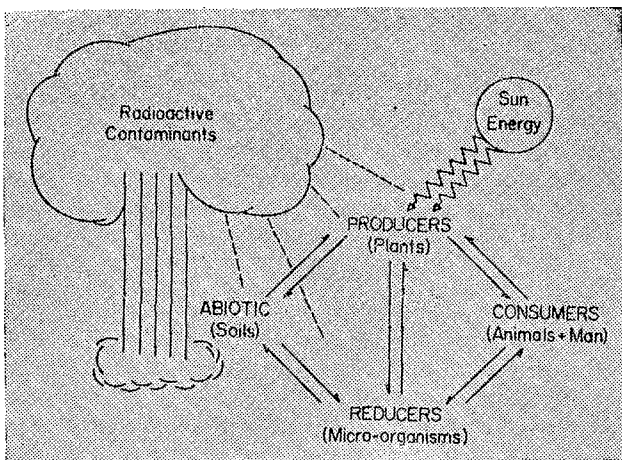 Radioactive
Contaminants
Sun
Energy
PRODUCERS
(Plants)
ABIOTIC
(Soils)
CONSUMERS
(Animals + Man)
REDUCERS
(Micro-organisms)